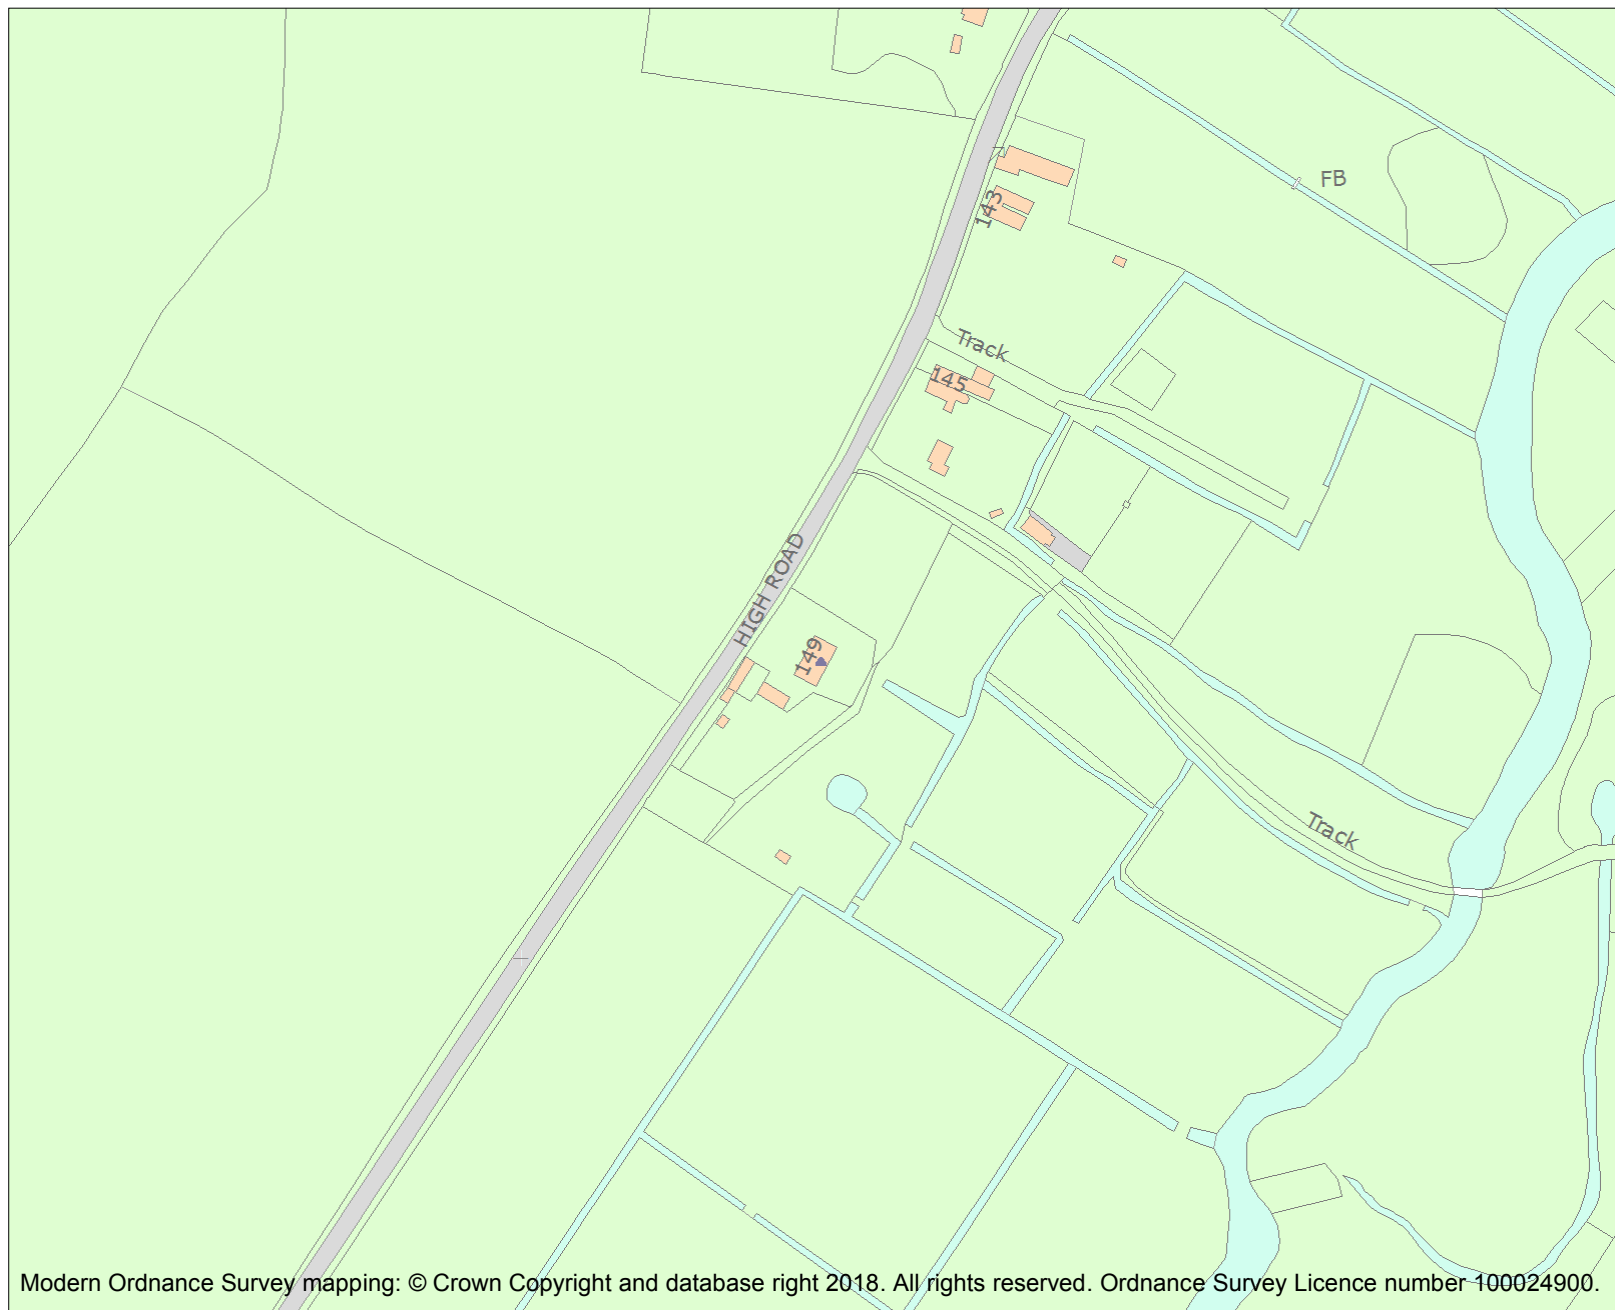 FB
143
Track
145
HIGH ROAD
149
Track
Modern Ordnance Survey mapping: © Crown Copyright and database right 2018. All rights reserved. Ordnance Survey Licence number 100024900.